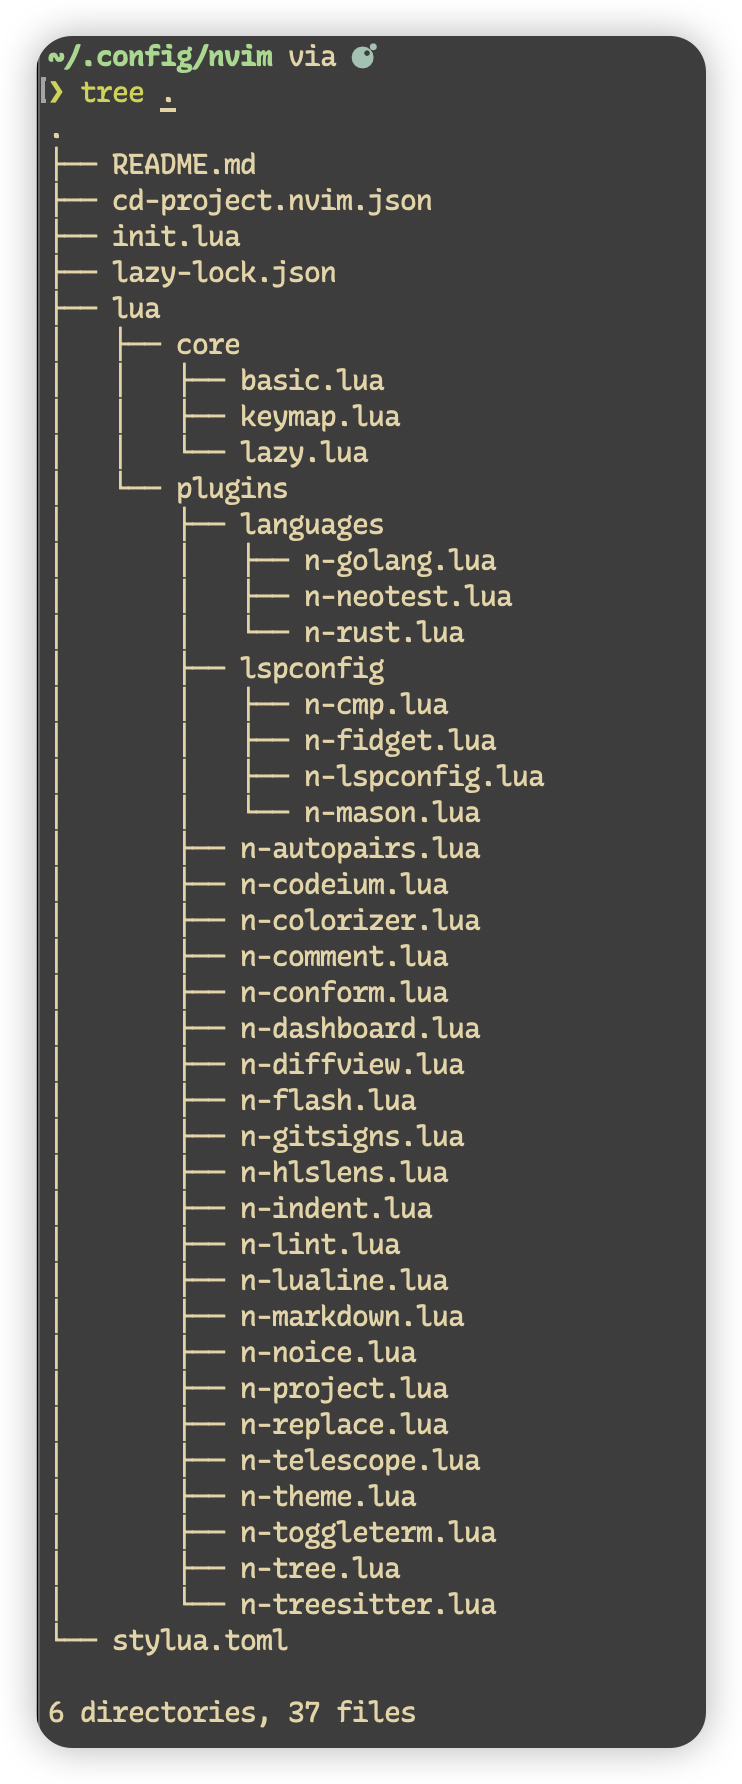 ~/.config/nvim via
❯ tree .
.
├── README.md
├── cd-project.nvim.json
├── init.lua
├── lazy-lock.json
├── lua
│   ├── core
│   │   ├── basic.lua
│   │   ├── keymap.lua
│   │   └── lazy.lua
│   └── plugins
│       ├── languages
│       │   ├── n-golang.lua
│       │   ├── n-neotest.lua
│       │   └── n-rust.lua
│       ├── lspconfig
│       │   ├── n-cmp.lua
│       │   ├── n-fidget.lua
│       │   ├── n-lspconfig.lua
│       │   └── n-mason.lua
│       ├── n-autopairs.lua
│       ├── n-codeium.lua
│       ├── n-colorizer.lua
│       ├── n-comment.lua
│       ├── n-conform.lua
│       ├── n-dashboard.lua
│       ├── n-diffview.lua
│       ├── n-flash.lua
│       ├── n-gitsigns.lua
│       ├── n-hlslens.lua
│       ├── n-indent.lua
│       ├── n-lint.lua
│       ├── n-lualine.lua
│       ├── n-markdown.lua
│       ├── n-noice.lua
│       ├── n-project.lua
│       ├── n-replace.lua
│       ├── n-telescope.lua
│       ├── n-theme.lua
│       ├── n-toggleterm.lua
│       ├── n-tree.lua
│       └── n-treesitter.lua
└── stylua.toml
6 directories, 37 files